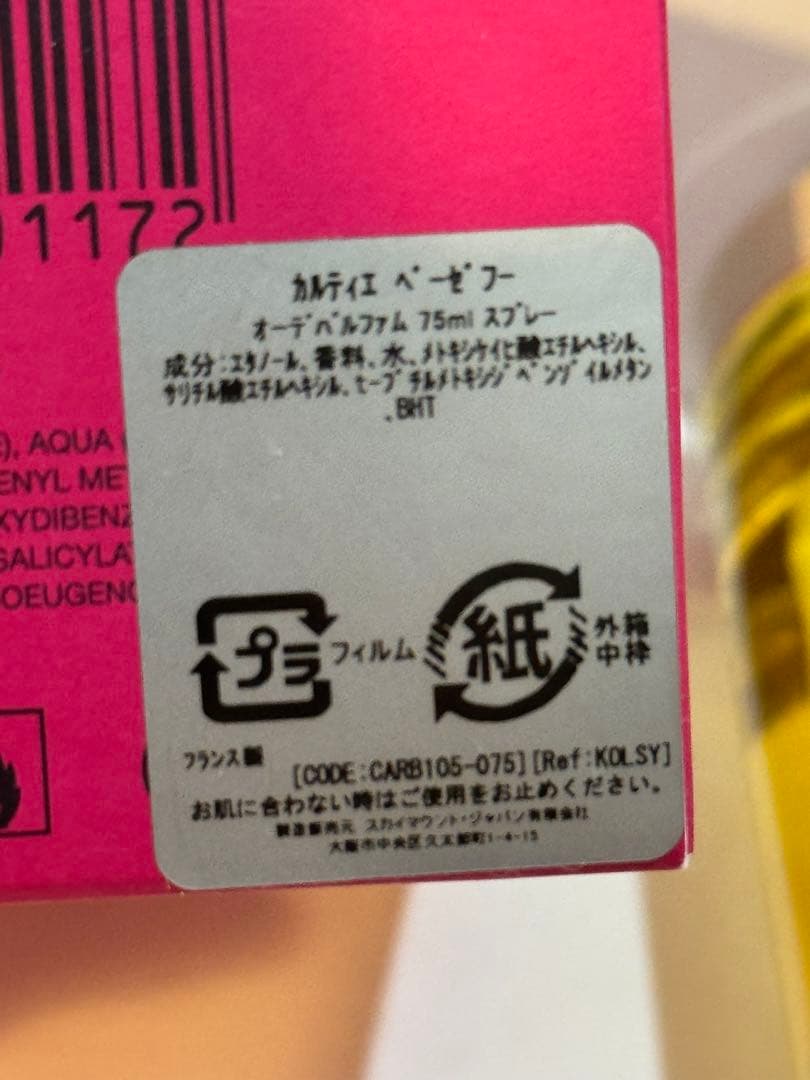 01172
カルティエ ベーゼフー
オーデパルファム 75ml スプレー
成分:エタノール、香料、水、メトキシケイヒ酸エチルヘキシル、
サリチル酸エチルヘキシル、t-ブチルメトキシジベンゾイルメタン
、BHT
), AQUA
ENYL ME
XYDIBENZ
SALICYLA
OEUGENO
プラ フィルム 紙 外箱
中枠
フランス製
[CODE:CARB105-075][Ref:KOLSY]
お肌に合わない時はご使用をお止めください。
製造販売元 スカイマウント・ジャパン有限会社
大阪市中央区久太郎町1-4-15